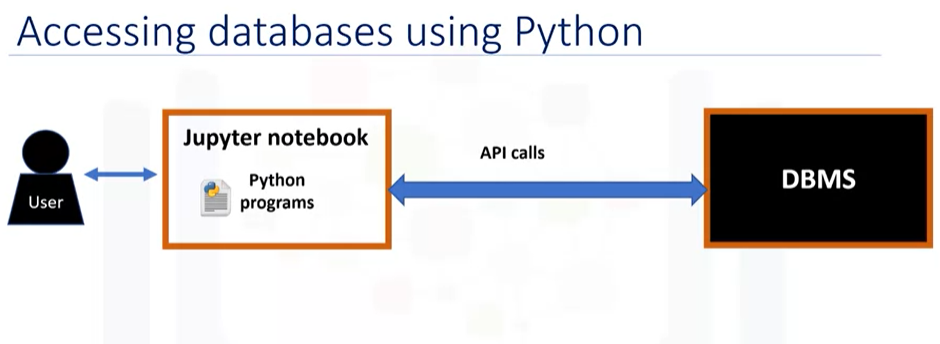 Accessing databases using Python
Jupyter notebook
Python
programs
User
API calls
DBMS